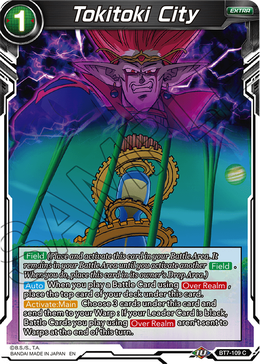 1
Tokitoki City
EXTRA
Field (Place and activate this card in your Battle Area. It
remains in your Battle Area until you activate another Field.
When you do, place this card in its owner's Drop Area.)
Auto When you play a Battle Card using Over Realm,
place the top card of your deck under this card.
Activate:Main Choose 6 cards under this card and
send them to your Warp : If your Leader Card is black,
Battle Cards you play using Over Realm aren't sent to
Warps at the end of this turn.
©B.S./S., T.A.
BANDAI MADE IN JAPAN EN
BT7-109 C